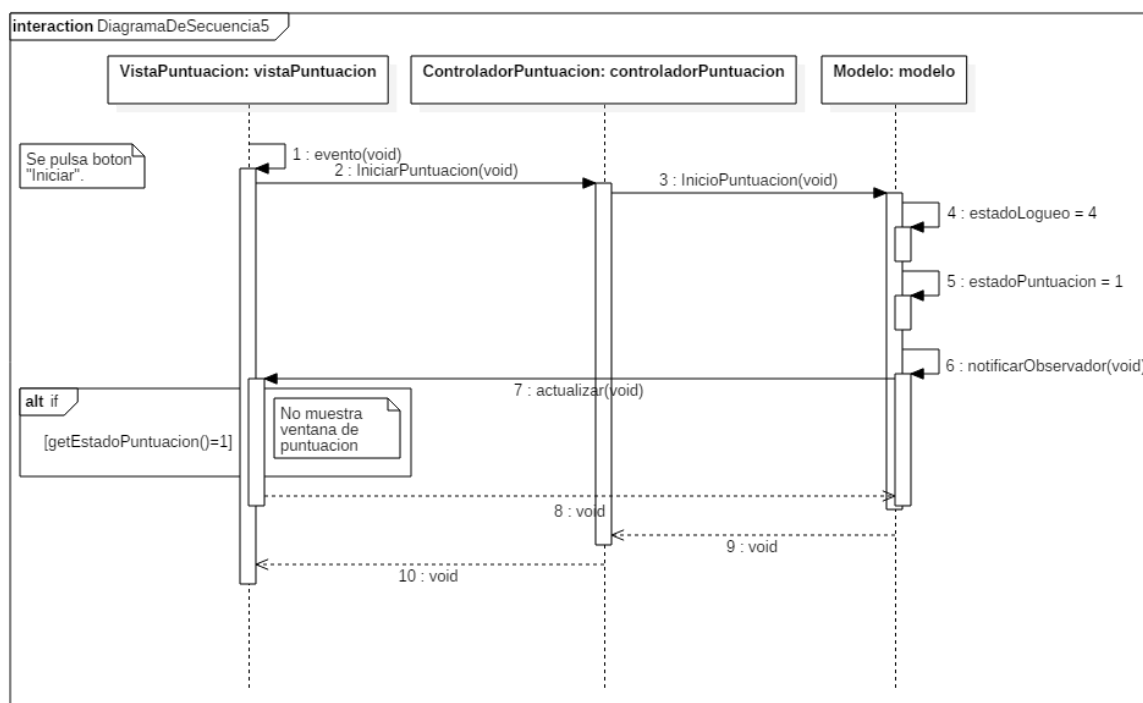 interaction DiagramaDeSecuencia5
VistaPuntuacion: vistaPuntuacion
ControladorPuntuacion: controladorPuntuacion
Modelo: modelo
Se pulsa boton
"Iniciar".
1 : evento(void)
2 : IniciarPuntuacion(void)
3 : InicioPuntuacion(void)
4 : estadoLogueo = 4
5 : estadoPuntuacion = 1
6 : notificarObservador(void)
7 : actualizar(void)
alt if
[getEstadoPuntuacion()=1]
No muestra
ventana de
puntuacion
8 : void
9 : void
10 : void